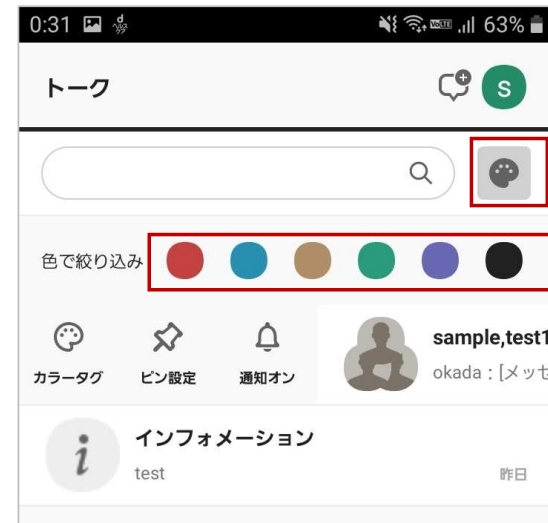 0:31 63%
トーク
S
色で絞り込み
カラータグ ピン設定 通知オン
sample,test1
okada：[メッセ
インフォメーション
test 昨日